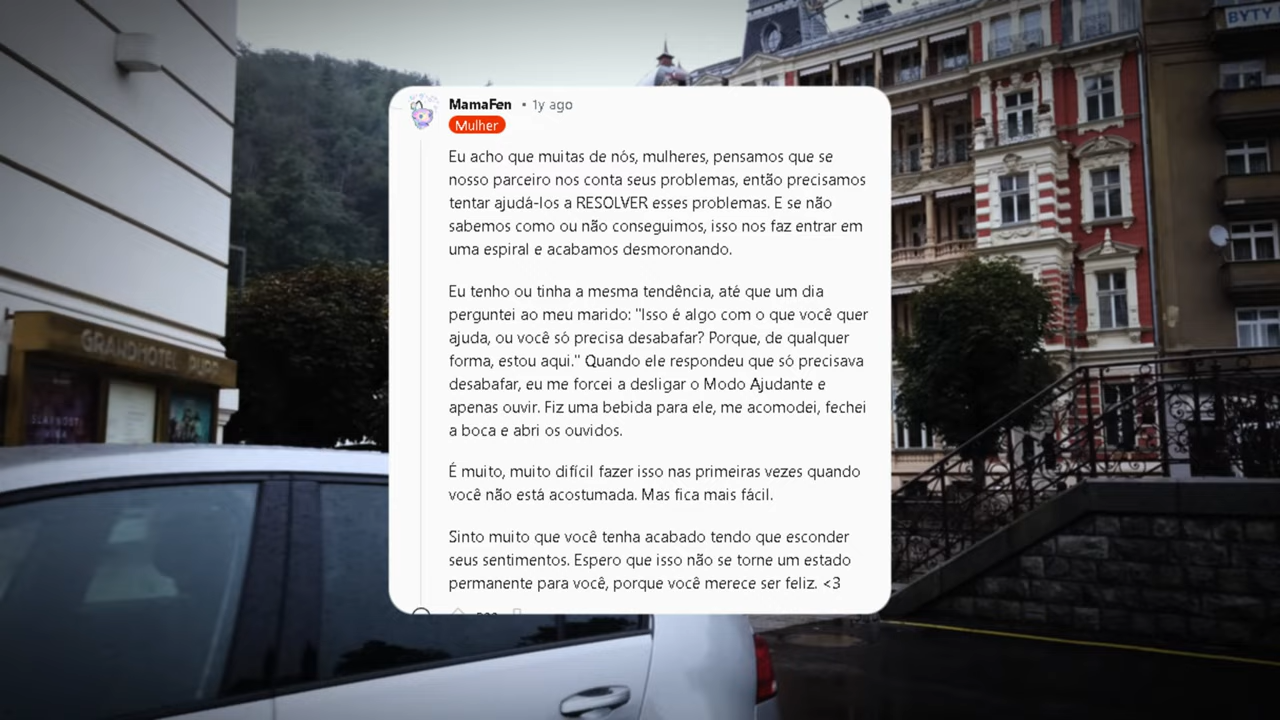 MamaFen • 1y ago
Mulher
Eu acho que muitas de nós, mulheres, pensamos que se
nosso parceiro nos conta seus problemas, então precisamos
tentar ajudá-los a RESOLVER esses problemas. E se não
sabemos como ou não conseguimos, isso nos faz entrar em
uma espiral e acabamos desmoronando.
Eu tenho ou tinha a mesma tendência, até que um dia
perguntei ao meu marido: "Isso é algo com o que você quer
ajuda, ou você só precisa desabafar? Porque, de qualquer
forma, estou aqui." Quando ele respondeu que só precisava
desabafar, eu me forcei a desligar o Modo Ajudante e
apenas ouvir. Fiz uma bebida para ele, me acomodei, fechei
a boca e abri os ouvidos.
É muito, muito difícil fazer isso nas primeiras vezes quando
você não está acostumada. Mas fica mais fácil.
Sinto muito que você tenha acabado tendo que esconder
seus sentimentos. Espero que isso não se torne um estado
permanente para você, porque você merece ser feliz. <3
GRANDHOTEL PUPP
BYTY